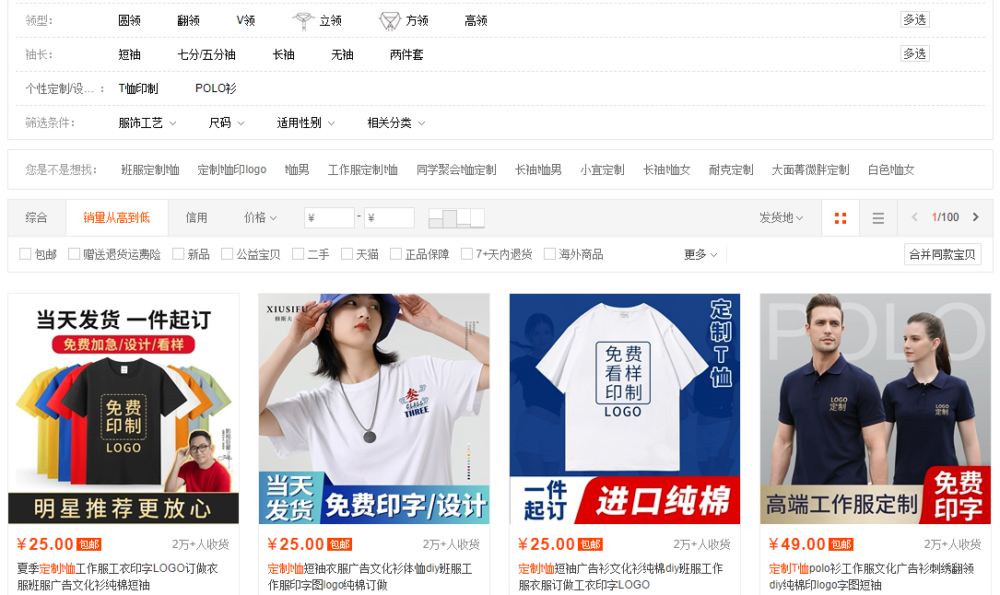 领型： 圆领 翻领 V领 立领 方领 高领 多选
袖长： 短袖 七分/五分袖 长袖 无袖 两件套 多选
个性定制/设...： T恤印制 POLO衫
筛选条件： 服饰工艺 尺码 适用性别 相关分类
您是不是想找： 班服定制t恤 定制t恤印logo t恤男 工作服定制t恤 同学聚会t恤定制 长袖t恤男 小宜定制 长袖t恤女 耐克定制 大面菁微胖定制 白色t恤女
综合 销量从高到低 信用 价格 ¥ - ¥ 发货地 1/100
包邮 赠送退货运费险 新品 公益宝贝 二手 天猫 正品保障 7+天内退货 海外商品 更多 合并同款宝贝
当天发货 一件起订
免费加急/设计/看样
免费
印制
LOGO
明星推荐更放心
¥25.00 包邮 2万+人收货
夏季定制t恤工作服工衣印字LOGO订做衣
服班服广告文化衫纯棉短袖
XIUSIFU
修斯夫
叁
CLASS
THREE
当天
发货
免费印字/设计
¥25.00 包邮 2万+人收货
定制t恤短袖衣服广告文化衫体恤diy班服工
作服印字图logo纯棉订做
定制T恤
免费
看样
印制
LOGO
一件
起订
进口纯棉
¥25.00 包邮 2万+人收货
定制t恤短袖广告衫文化衫纯棉diy班服工作
服衣服订做工衣印字LOGO
POLO
LOGO
定制
LOGO
定制
高端工作服定制
免费
印字
¥49.00 包邮 2万+人收货
定制T恤polo衫工作服文化广告衫刺绣翻领
diy纯棉印logo字图短袖